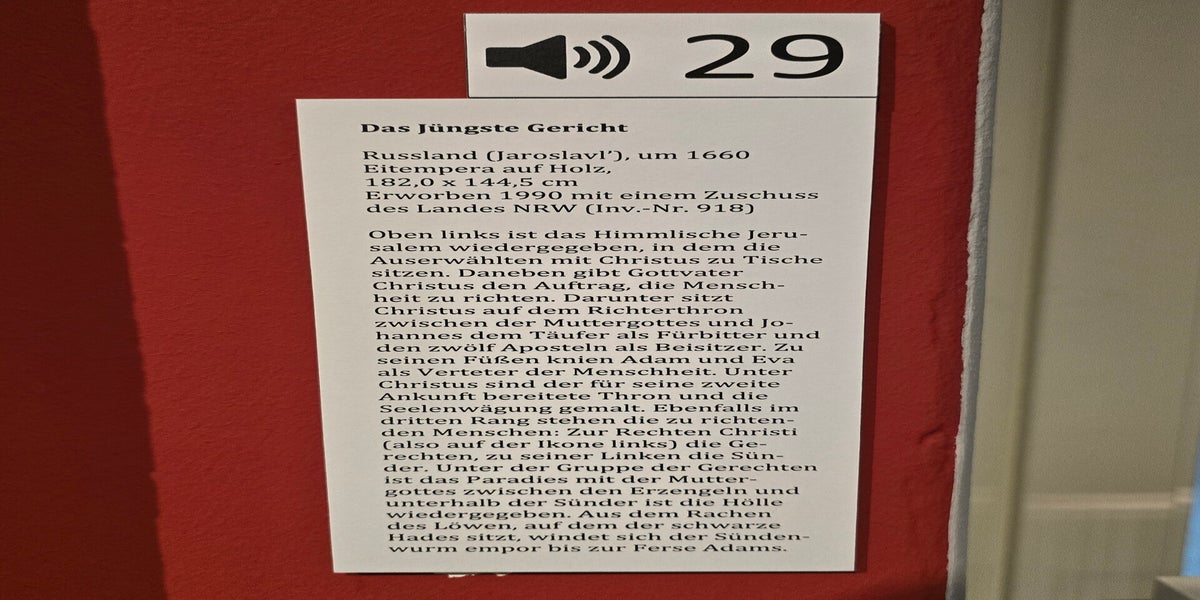 29
Das Jüngste Gericht
Russland (Jaroslavl’), um 1660
Eitempera auf Holz,
182,0 x 144,5 cm
Erworben 1990 mit einem Zuschuss
des Landes NRW (Inv.-Nr. 918)
Oben links ist das Himmlische Jeru-
salem wiedergegeben, in dem die
Auserwählten mit Christus zu Tische
sitzen. Daneben gibt Gottvater
Christus den Auftrag, die Mensch-
heit zu richten. Darunter sitzt
Christus auf dem Richterthron
zwischen der Muttergottes und Jo-
hannes dem Täufer als Fürbitter und
den zwölf Aposteln als Beisitzer. Zu
seinen Füßen knien Adam und Eva
als Verteter der Menschheit. Unter
Christus sind der für seine zweite
Ankunft bereitete Thron und die
Seelenwägung gemalt. Ebenfalls im
dritten Rang stehen die zu richten-
den Menschen: Zur Rechten Christi
(also auf der Ikone links) die Ge-
rechten, zu seiner Linken die Sün-
der. Unter der Gruppe der Gerechten
ist das Paradies mit der Mutter-
gottes zwischen den Erzengeln und
unterhalb der Sünder ist die Hölle
wiedergegeben. Aus dem Rachen
des Löwen, auf dem der schwarze
Hades sitzt, windet sich der Sünden-
wurm empor bis zur Ferse Adams.